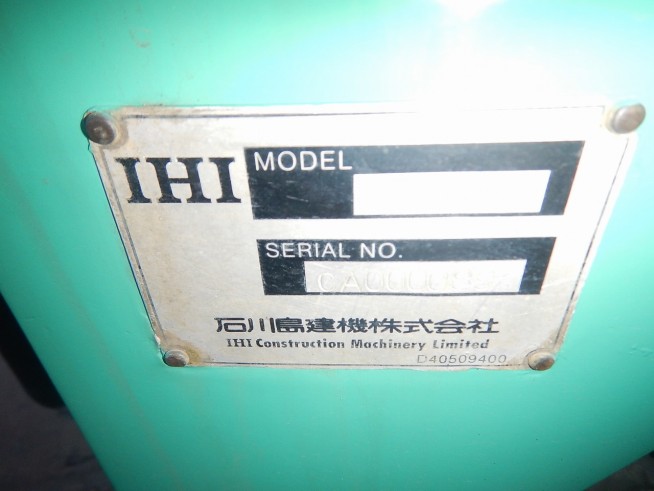 IHI
MODEL
SERIAL NO.
石川島建機株式会社
IHI Construction Machinery Limited
D40509400